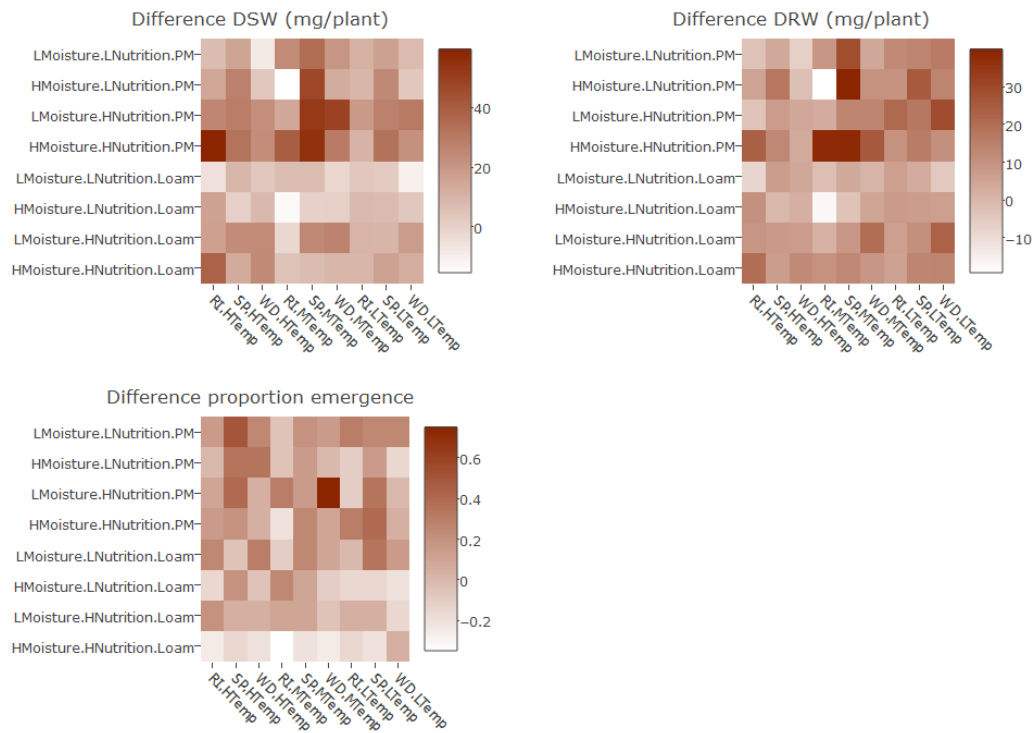 Difference DSW (mg/plant)
LMoisture.LNutrition.PM
HMoisture.LNutrition.PM
LMoisture.HNutrition.PM
HMoisture.HNutrition.PM
LMoisture.LNutrition.Loam
HMoisture.LNutrition.Loam
LMoisture.HNutrition.Loam
HMoisture.HNutrition.Loam
RI.HTemp
SP.HTemp
WD.HTemp
RI.MTemp
SP.MTemp
WD.MTemp
RI.LTemp
SP.LTemp
WD.LTemp
40
20
0
Difference DRW (mg/plant)
LMoisture.LNutrition.PM
HMoisture.LNutrition.PM
LMoisture.HNutrition.PM
HMoisture.HNutrition.PM
LMoisture.LNutrition.Loam
HMoisture.LNutrition.Loam
LMoisture.HNutrition.Loam
HMoisture.HNutrition.Loam
RI.HTemp
SP.HTemp
WD.HTemp
RI.MTemp
SP.MTemp
WD.MTemp
RI.LTemp
SP.LTemp
WD.LTemp
30
20
10
0
−10
Difference proportion emergence
LMoisture.LNutrition.PM
HMoisture.LNutrition.PM
LMoisture.HNutrition.PM
HMoisture.HNutrition.PM
LMoisture.LNutrition.Loam
HMoisture.LNutrition.Loam
LMoisture.HNutrition.Loam
HMoisture.HNutrition.Loam
RI.HTemp
SP.HTemp
WD.HTemp
RI.MTemp
SP.MTemp
WD.MTemp
RI.LTemp
SP.LTemp
WD.LTemp
0.6
0.4
0.2
0
−0.2